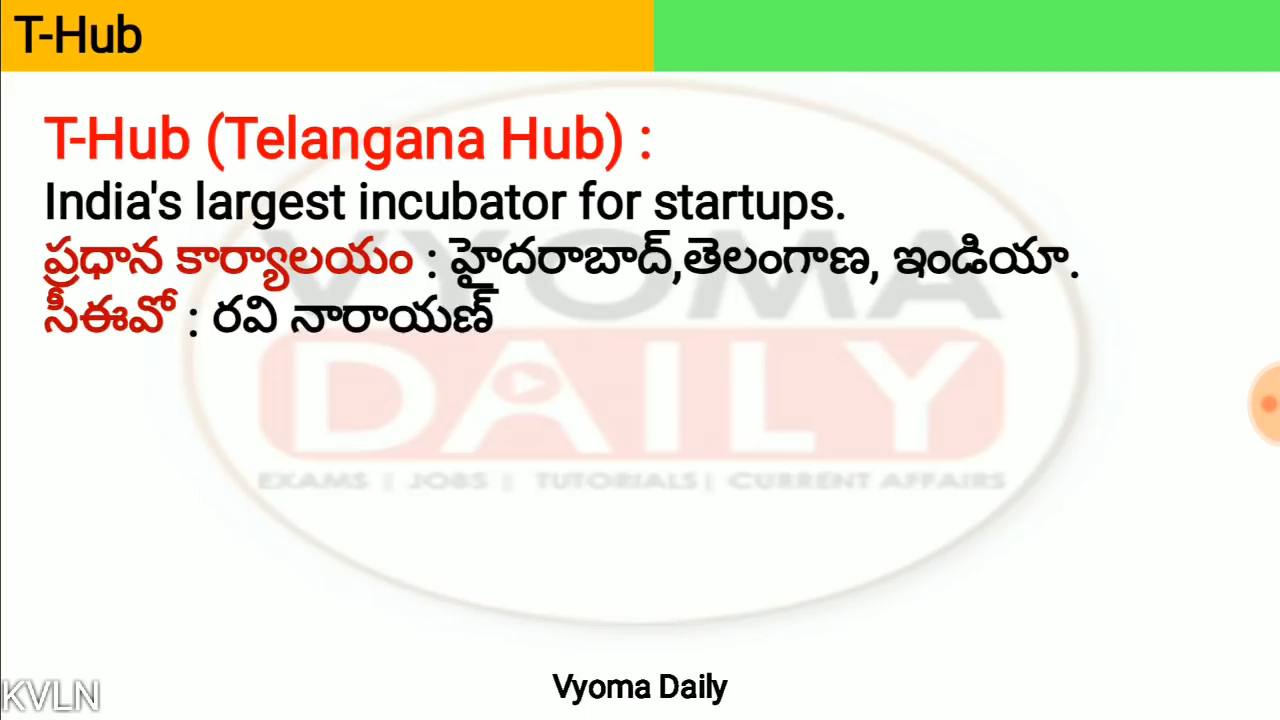 T-Hub
T-Hub (Telangana Hub) :
India's largest incubator for startups.
ప్రధాన కార్యాలయం : హైదరాబాద్,తెలంగాణ, ఇండియా.
సీఈవో : రవి నారాయణ్
VYOMA
DAILY
EXAMS | JOBS | TUTORIALS | CURRENT AFFAIRS
Vyoma Daily
KVLN